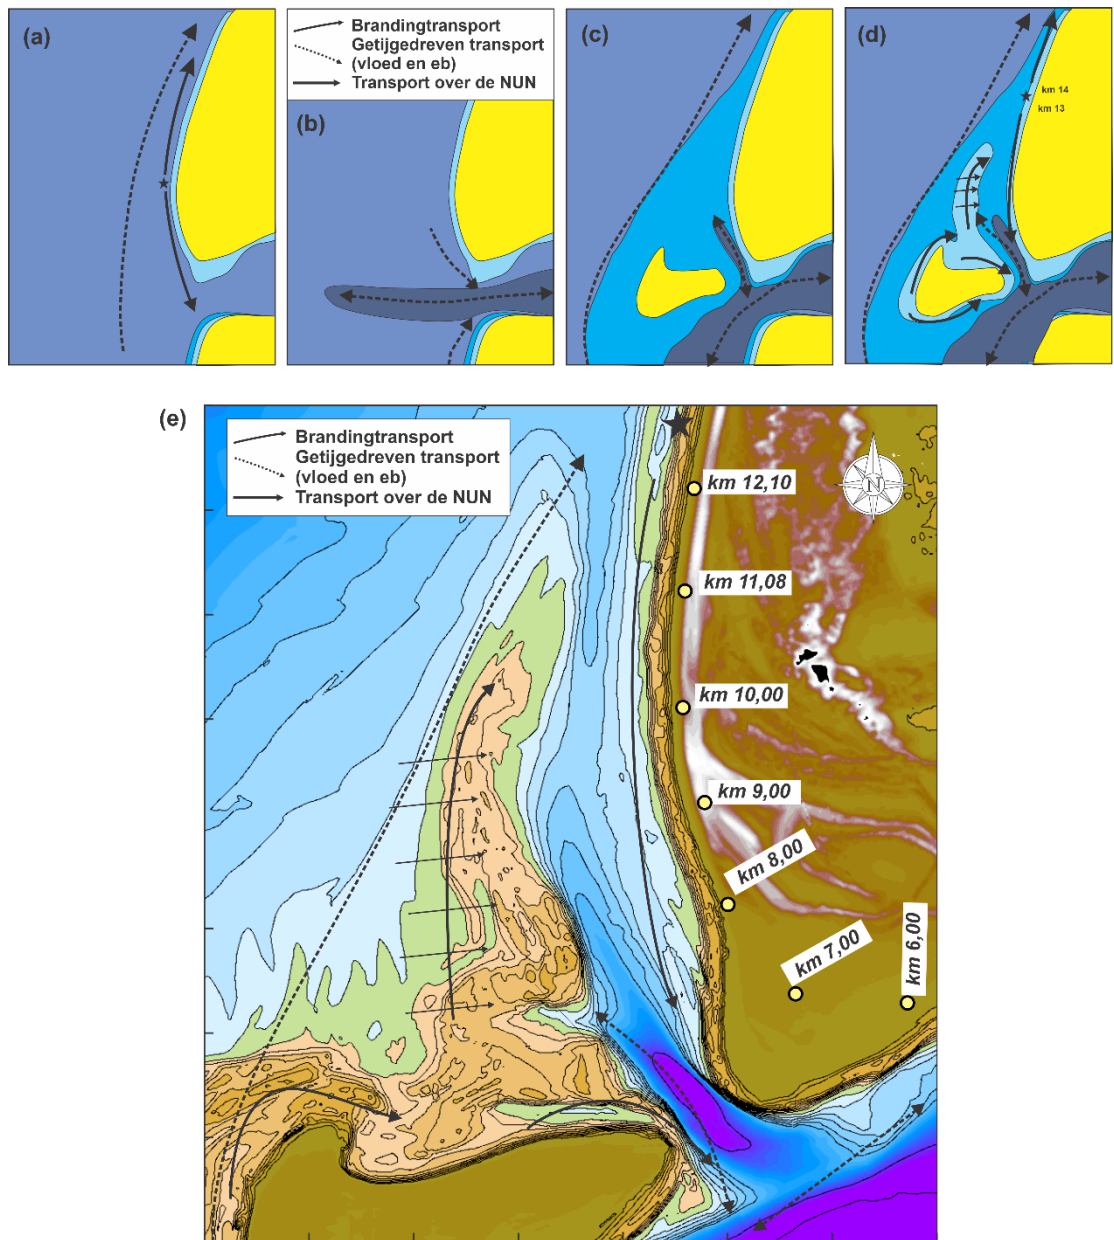 (a)
Brandingtransport
Getijgedreven transport
(vloed en eb)
Transport over de NUN
(b)
(c)
(d)
km 14
km 13
(e)
Brandingtransport
Getijgedreven transport
(vloed en eb)
Transport over de NUN
N
km 12,10
km 11,08
km 10,00
km 9,00
km 8,00
km 7,00
km 6,00